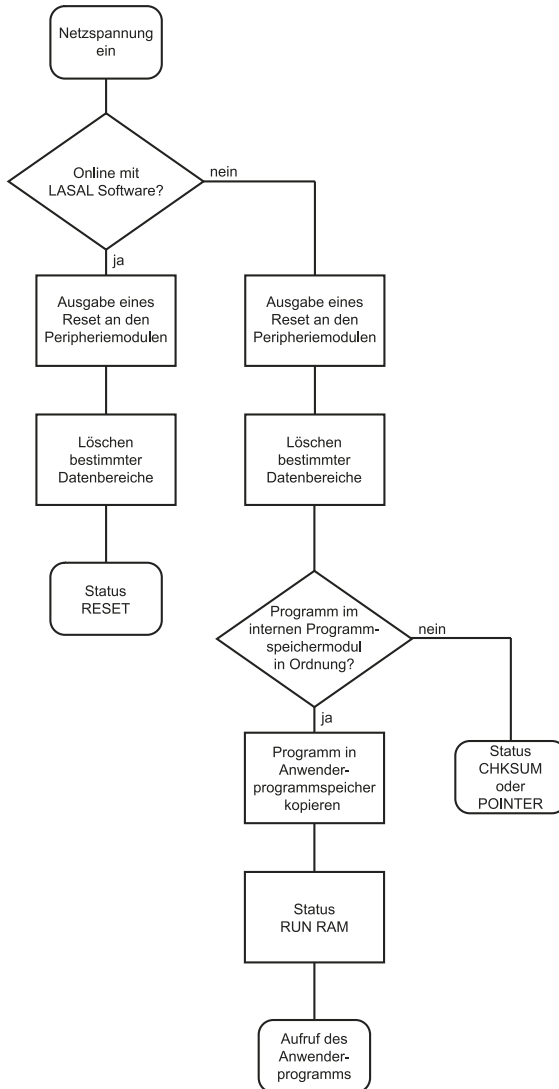 Netzspannung
ein
Online mit
LASAL Software?
nein
ja
Ausgabe eines
Reset an den
Peripheriemodulen
Ausgabe eines
Reset an den
Peripheriemodulen
Löschen
bestimmter
Datenbereiche
Löschen
bestimmter
Datenbereiche
Status
RESET
Programm im
internen Programm-
speichermodul
in Ordnung?
nein
ja
Programm in
Anwender-
programmspeicher
kopieren
Status
CHKSUM
oder
POINTER
Status
RUN RAM
Aufruf des
Anwender-
programms